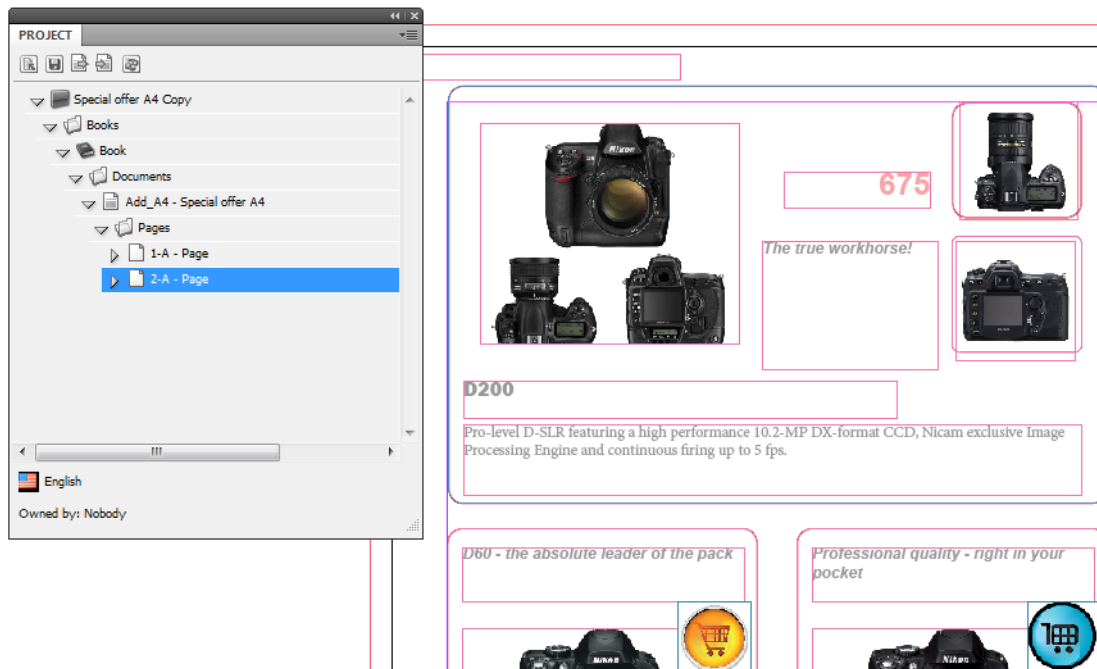 PROJECT
Special offer A4 Copy
Books
Book
Documents
Add_A4 - Special offer A4
Pages
1-A - Page
2-A - Page
English
Owned by: Nobody
Nikon
675
The true workhorse!
D200
Pro-level D-SLR featuring a high performance 10.2-MP DX-format CCD, Nicam exclusive Image
Processing Engine and continuous firing up to 5 fps.
D60 - the absolute leader of the pack
Professional quality - right in your
pocket
Nikon
Nikon